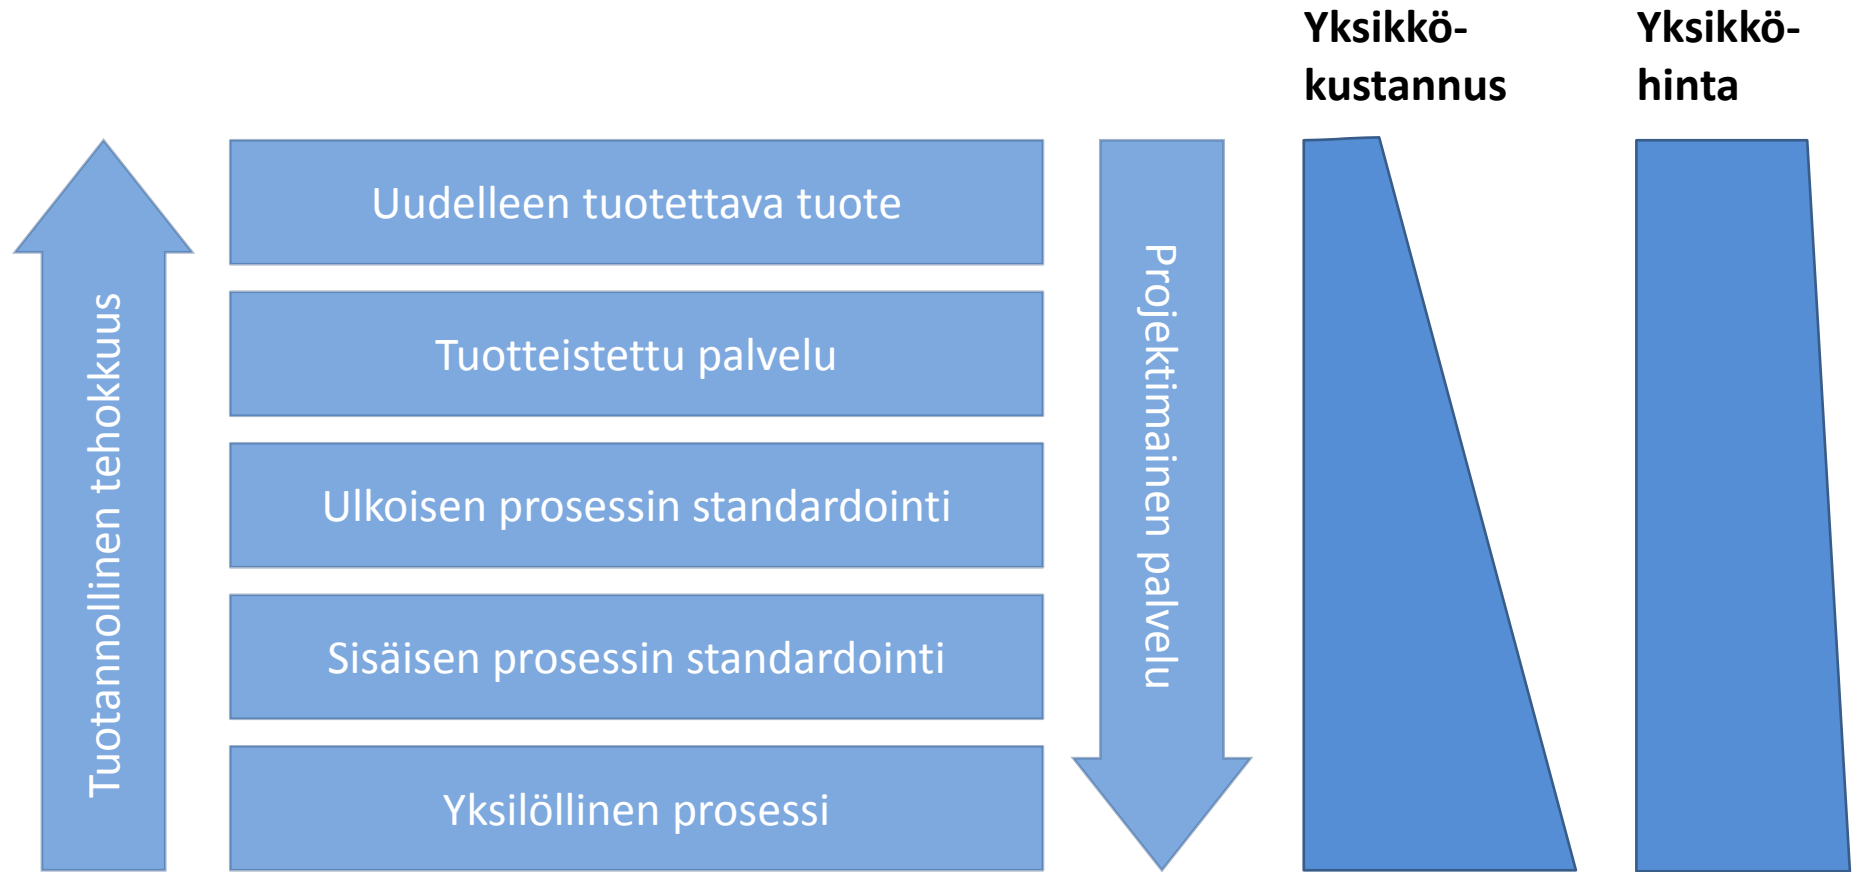 Yksikkö-
kustannus
Yksikkö-
hinta
Tuotannollinen tehokkuus
Uudelleen tuotettava tuote
Tuotteistettu palvelu
Ulkoisen prosessin standardointi
Sisäisen prosessin standardointi
Yksilöllinen prosessi
Projektimainen palvelu